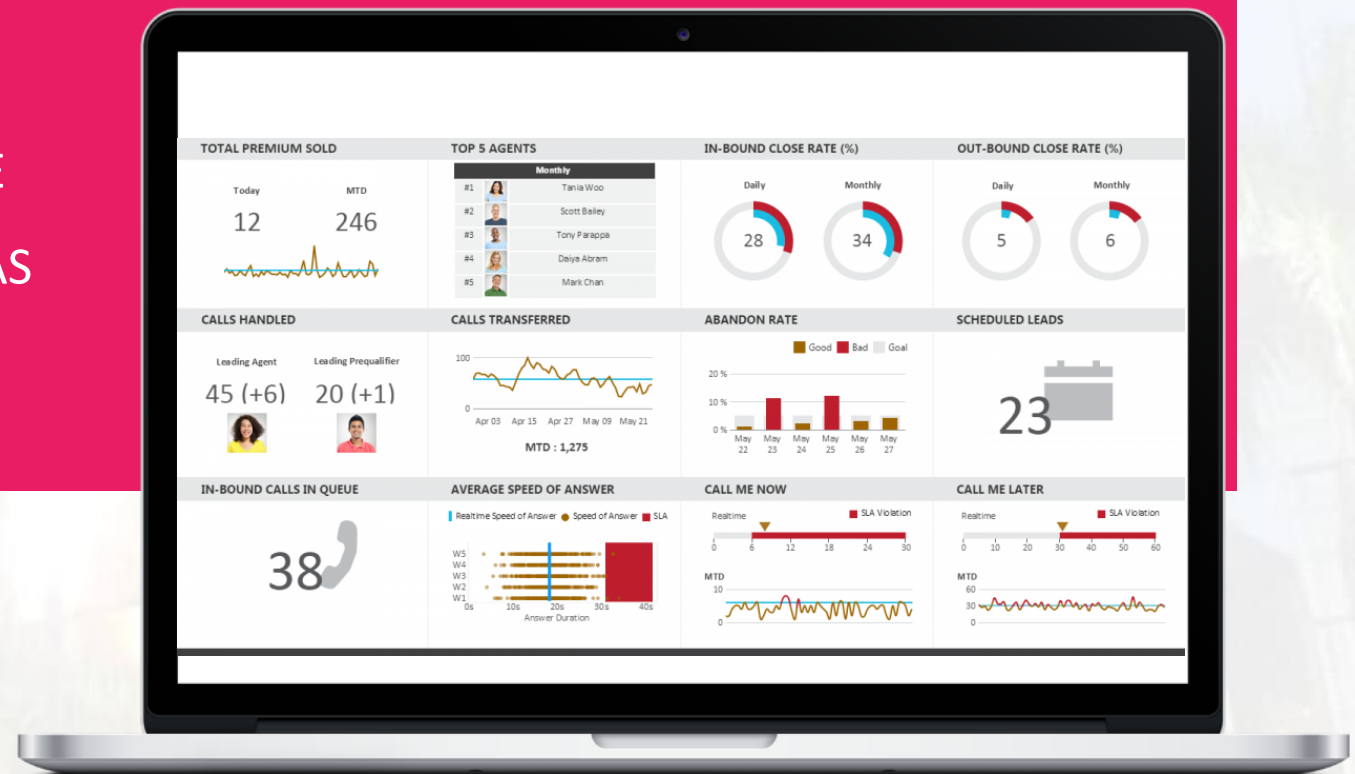 E
AS
TOTAL PREMIUM SOLD
Today MTD
12 246
TOP 5 AGENTS
Monthly
#1 Tania Woo
#2 Scott Bailey
#3 Tony Parappa
#4 Daiya Abram
#5 Mark Chan
IN-BOUND CLOSE RATE (%)
Daily Monthly
28 34
OUT-BOUND CLOSE RATE (%)
Daily Monthly
5 6
CALLS HANDLED
Leading Agent Leading Prequalifier
45 (+6) 20 (+1)
CALLS TRANSFERRED
100
0
Apr 03 Apr 15 Apr 27 May 09 May 21
MTD : 1,275
ABANDON RATE
Good Bad Goal
20 %
10 %
0 %
May May May May May May
22 23 24 25 26 27
SCHEDULED LEADS
23
IN-BOUND CALLS IN QUEUE
38
AVERAGE SPEED OF ANSWER
Realtime Speed of Answer Speed of Answer SLA
W5
W4
W3
W2
W1
0s 10s 20s 30s 40s
Answer Duration
CALL ME NOW
Realtime SLA Violation
0 6 12 18 24 30
MTD
10
0
CALL ME LATER
Realtime SLA Violation
0 10 20 30 40 50 60
MTD
60
30
0